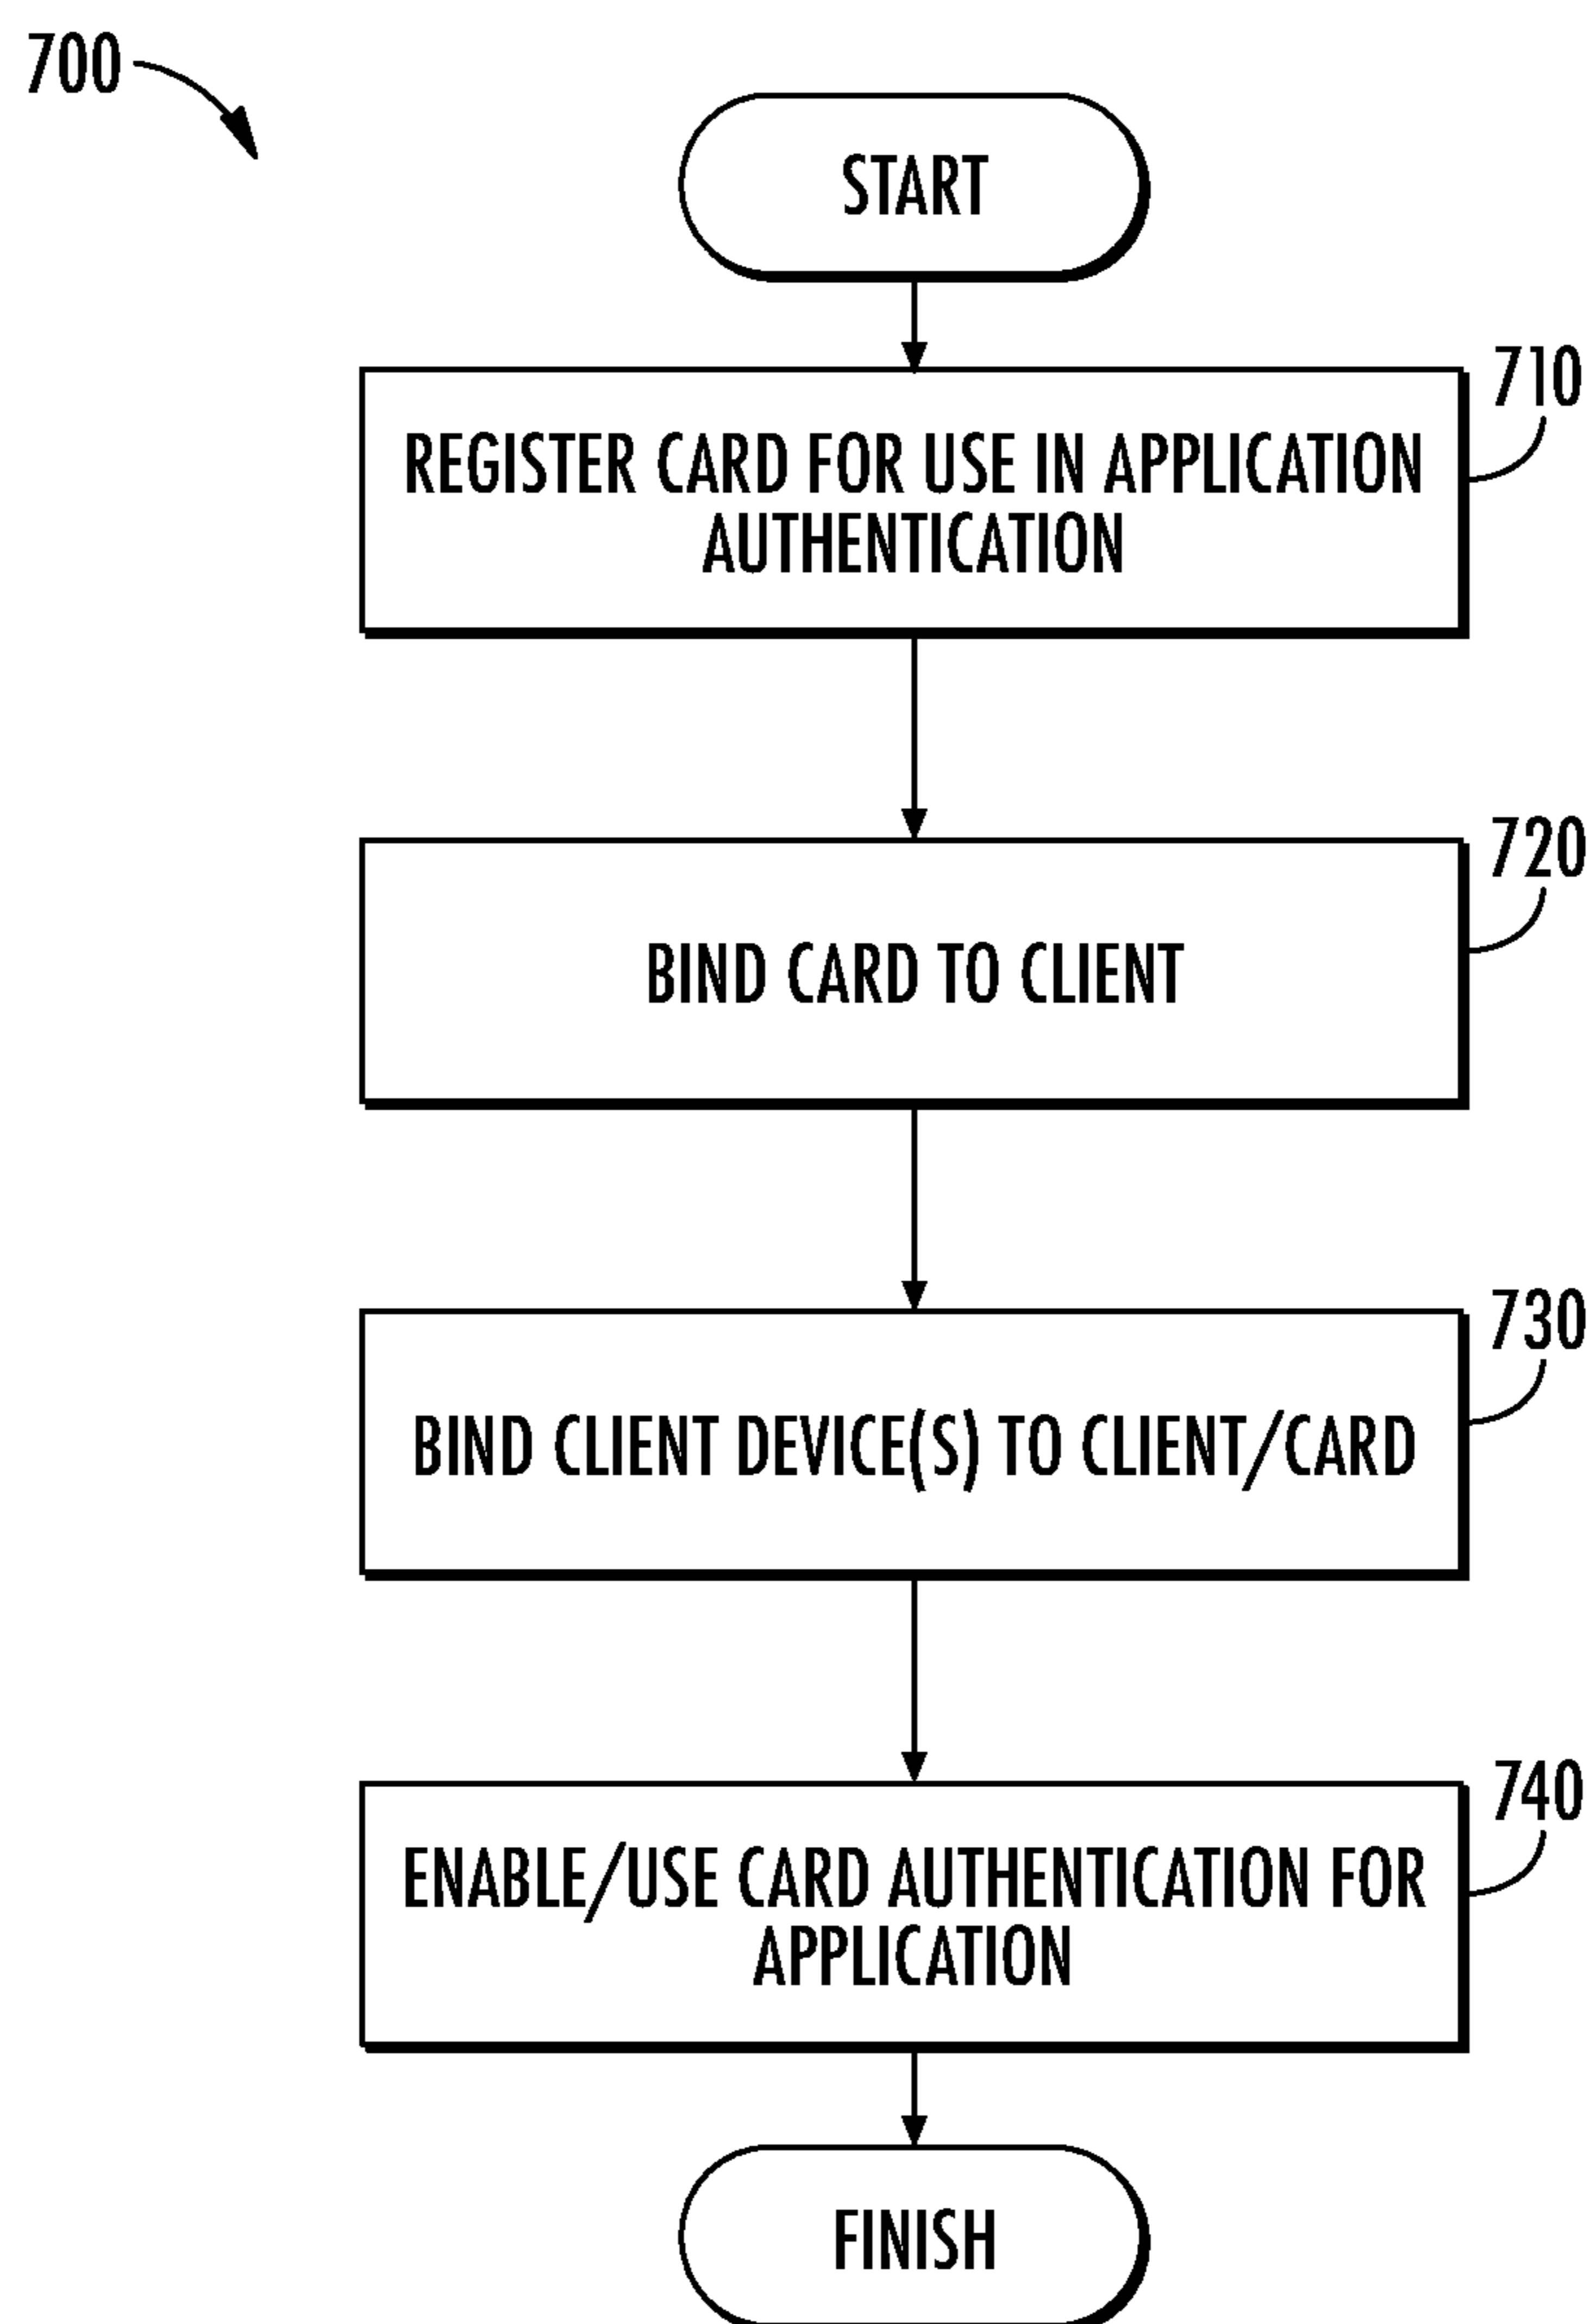 700
START
710
REGISTER CARD FOR USE IN APPLICATION
AUTHENTICATION
720
BIND CARD TO CLIENT
730
BIND CLIENT DEVICE(S) TO CLIENT/CARD
740
ENABLE/USE CARD AUTHENTICATION FOR
APPLICATION
FINISH